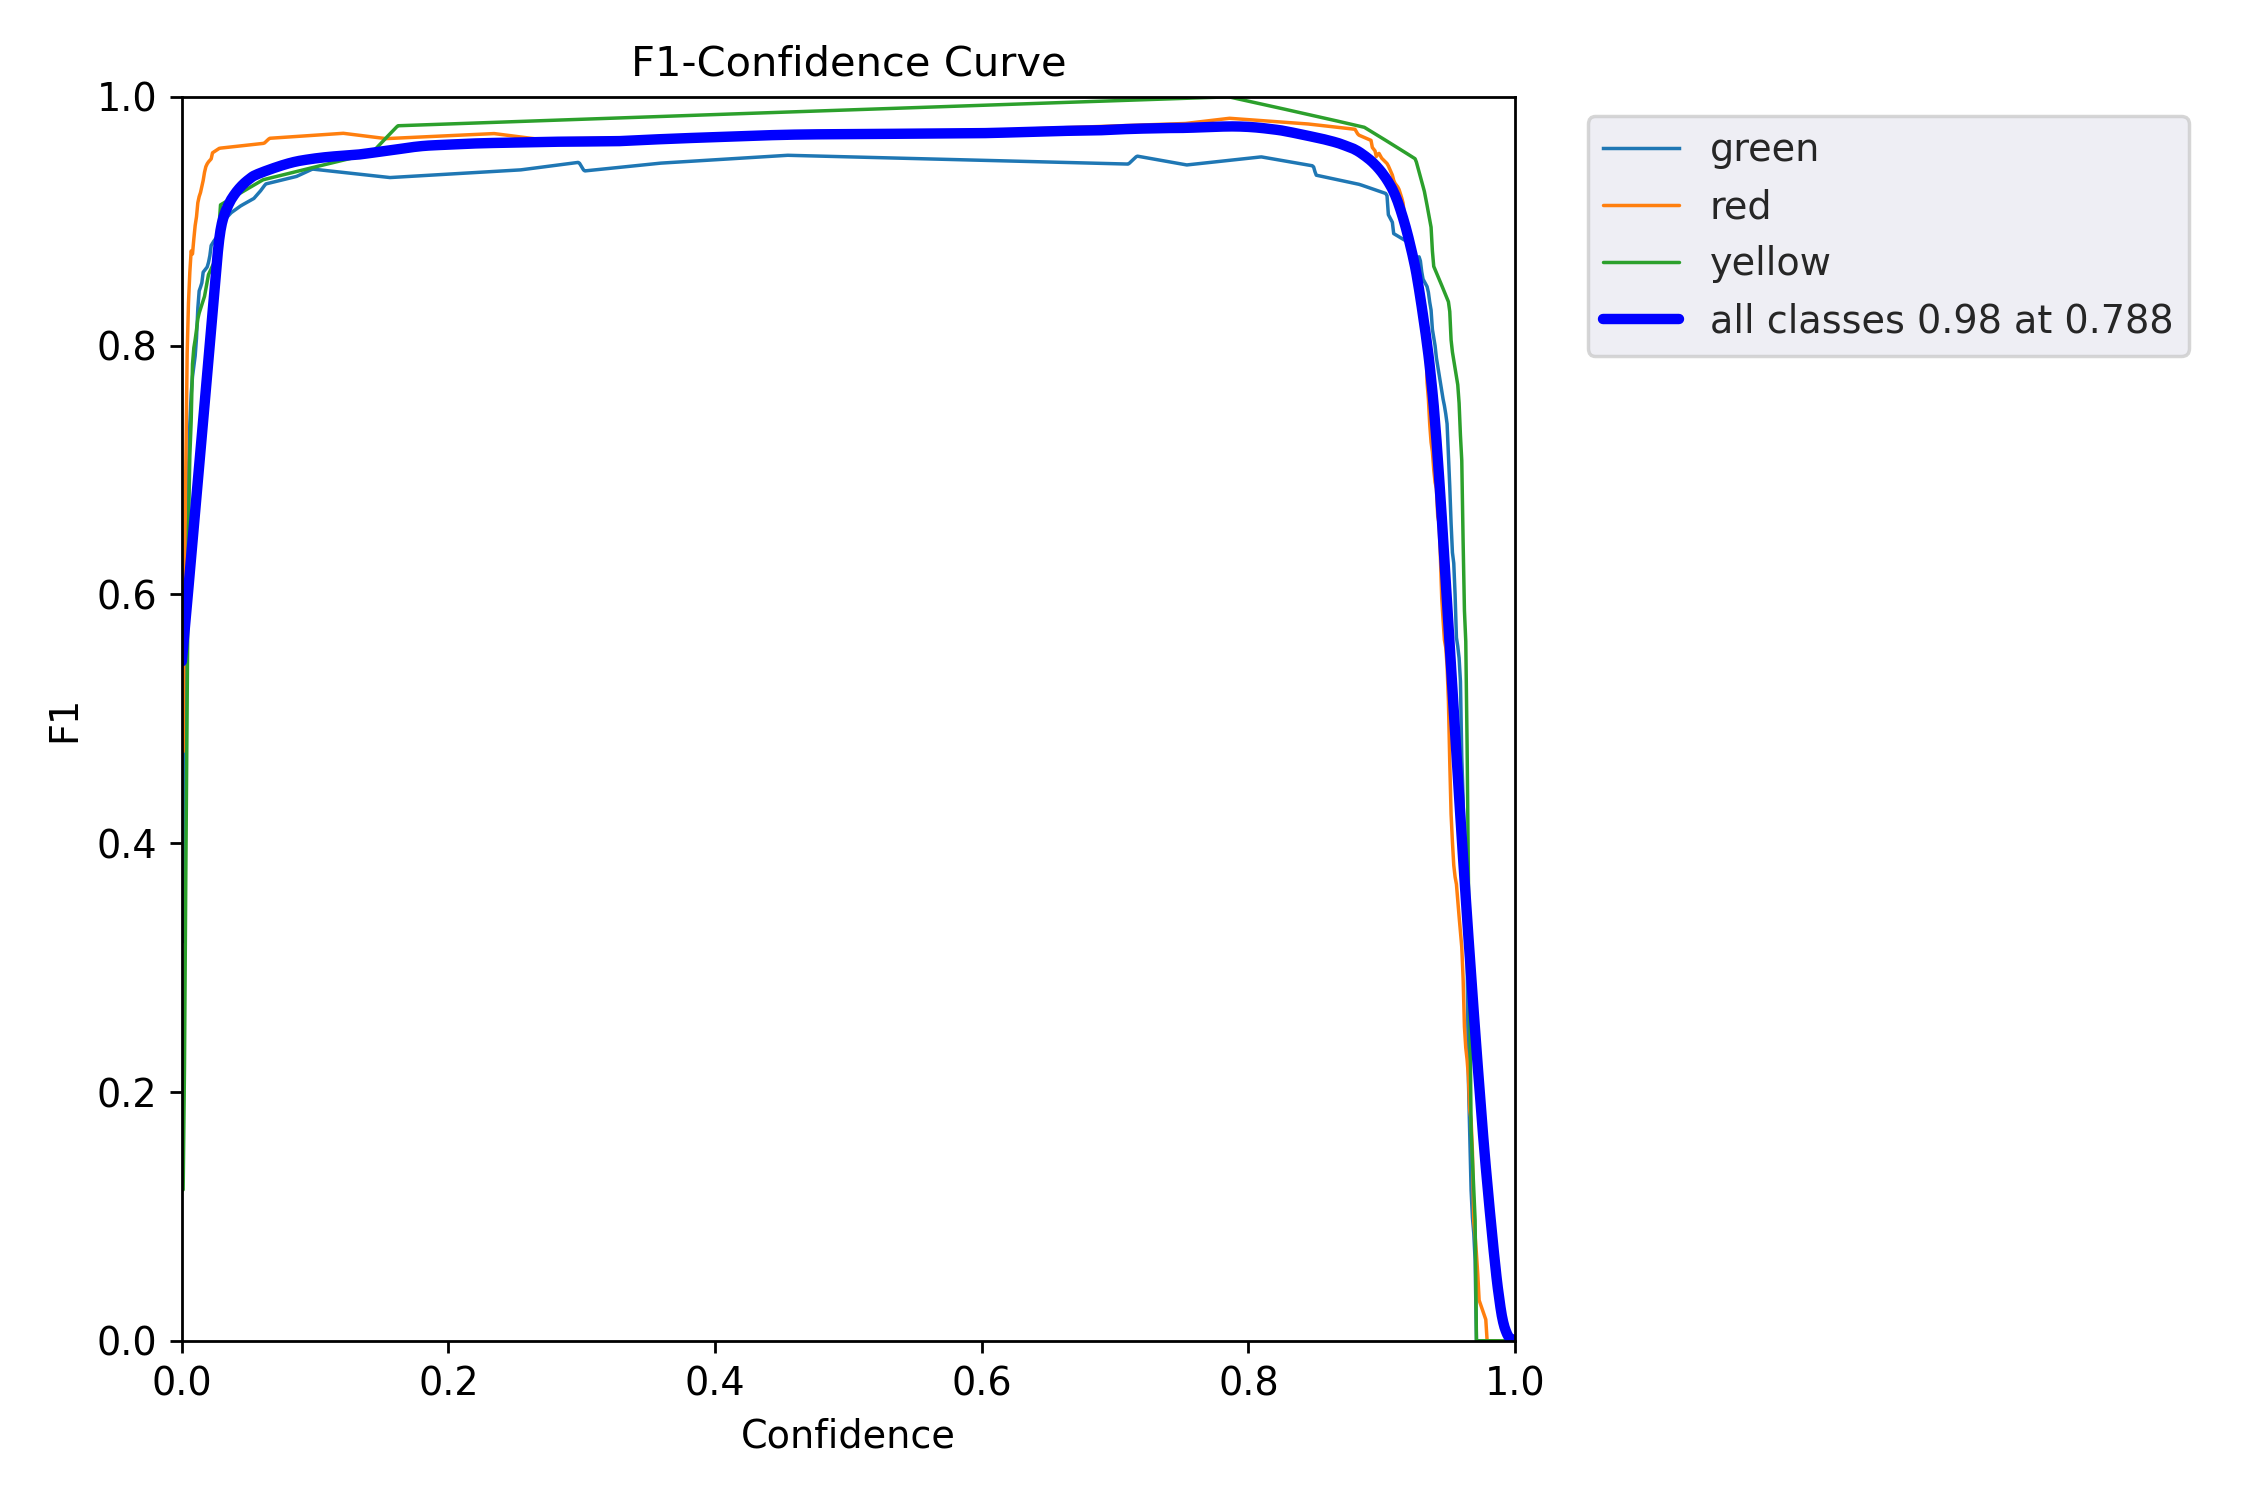 F1-Confidence Curve
1.0
0.8
0.6
0.4
0.2
0.0
F1
0.0 0.2 0.4 0.6 0.8 1.0
Confidence
green
red
yellow
all classes 0.98 at 0.788